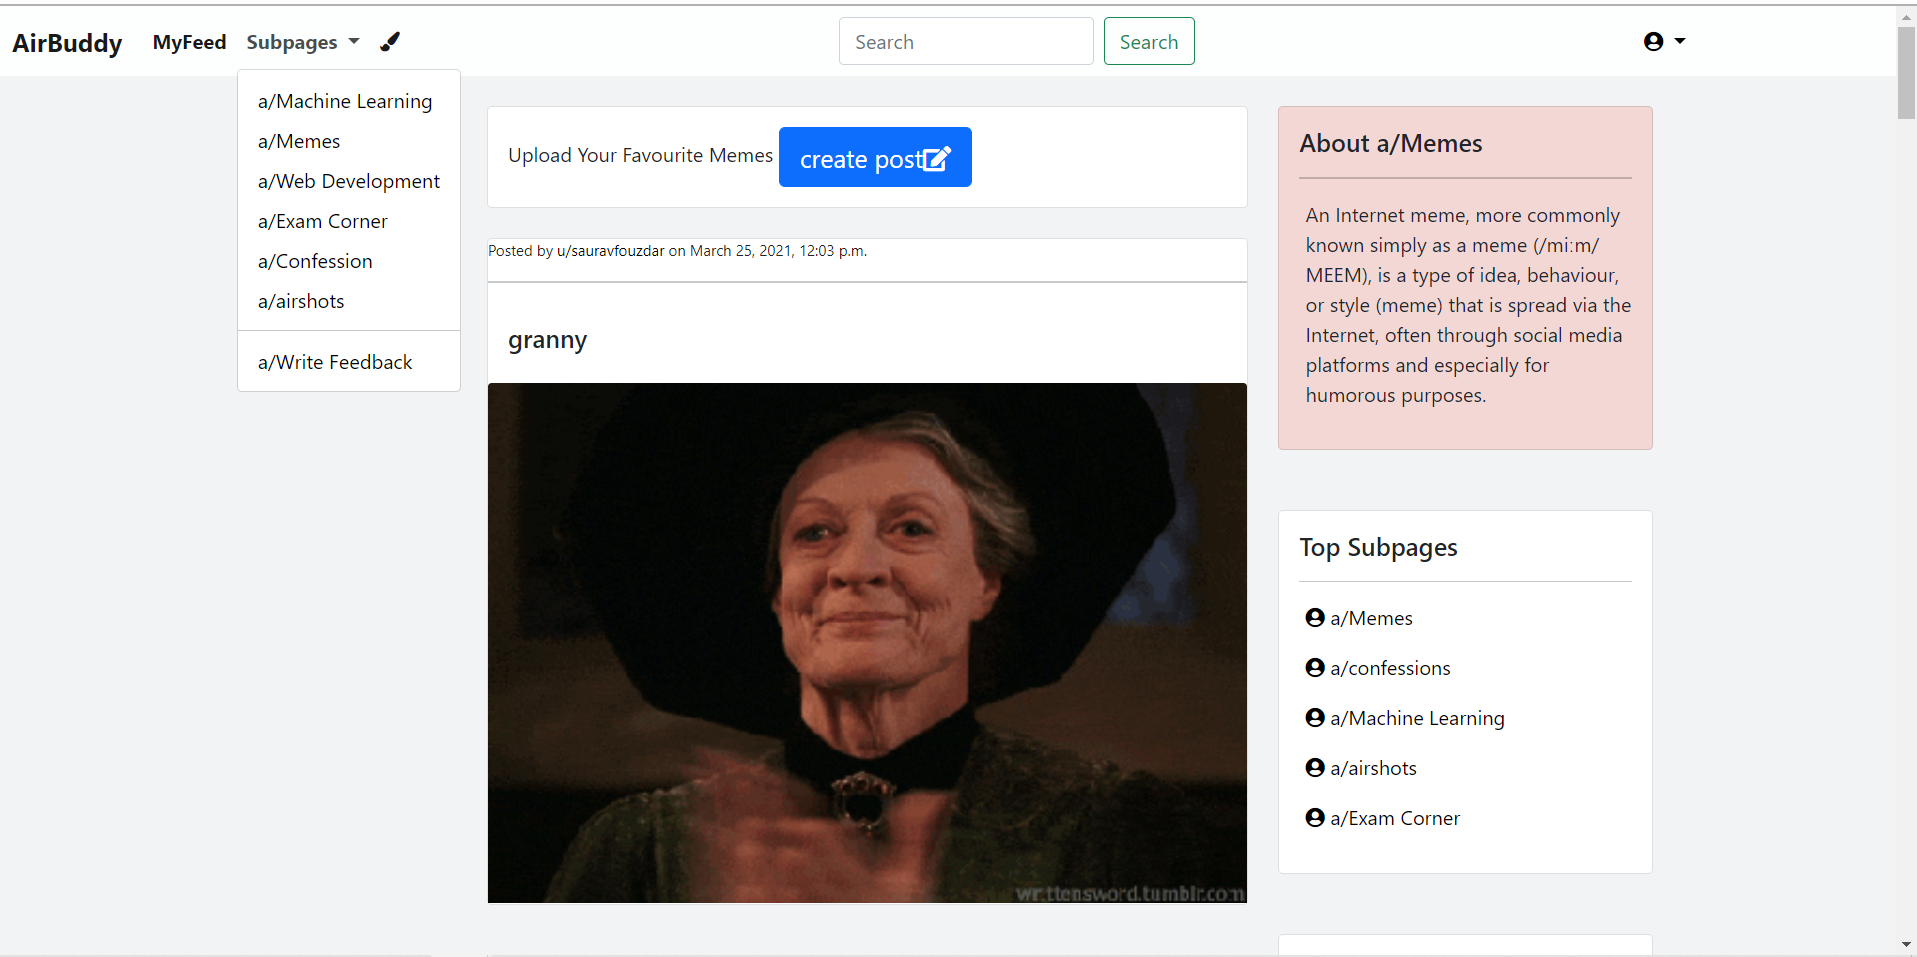 AirBuddy MyFeed Subpages Search Search
a/Machine Learning
a/Memes
a/Web Development
a/Exam Corner
a/Confession
a/airshots
a/Write Feedback
Upload Your Favourite Memes create post
Posted by u/sauravfouzdar on March 25, 2021, 12:03 p.m.
granny
wr:ttensword.tumblr.com
About a/Memes
An Internet meme, more commonly
known simply as a meme (/miːm/
MEEM), is a type of idea, behaviour,
or style (meme) that is spread via the
Internet, often through social media
platforms and especially for
humorous purposes.
Top Subpages
a/Memes
a/confessions
a/Machine Learning
a/airshots
a/Exam Corner